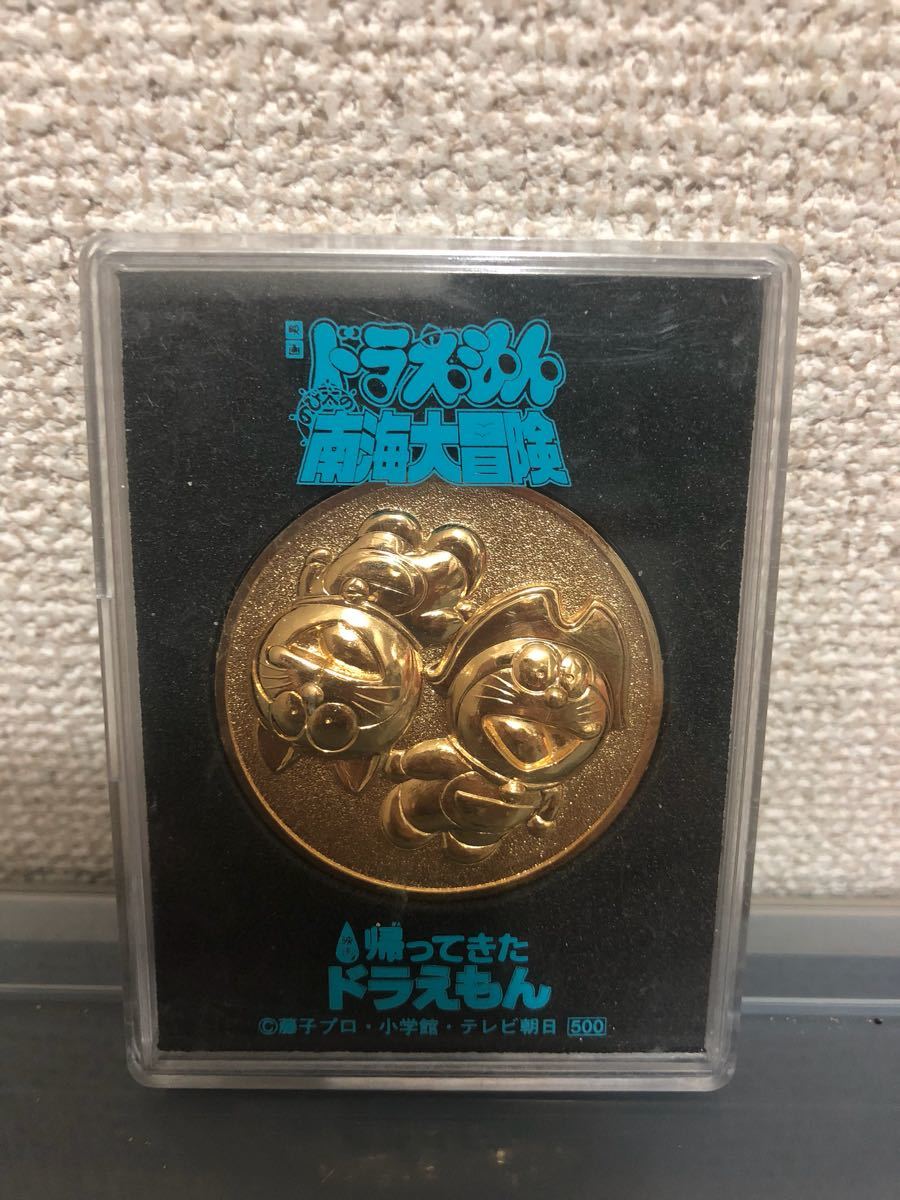 映画
ドラえもん
のび太の
南海大冒険
映画
帰ってきた
ドラえもん
©藤子プロ・小学館・テレビ朝日 500